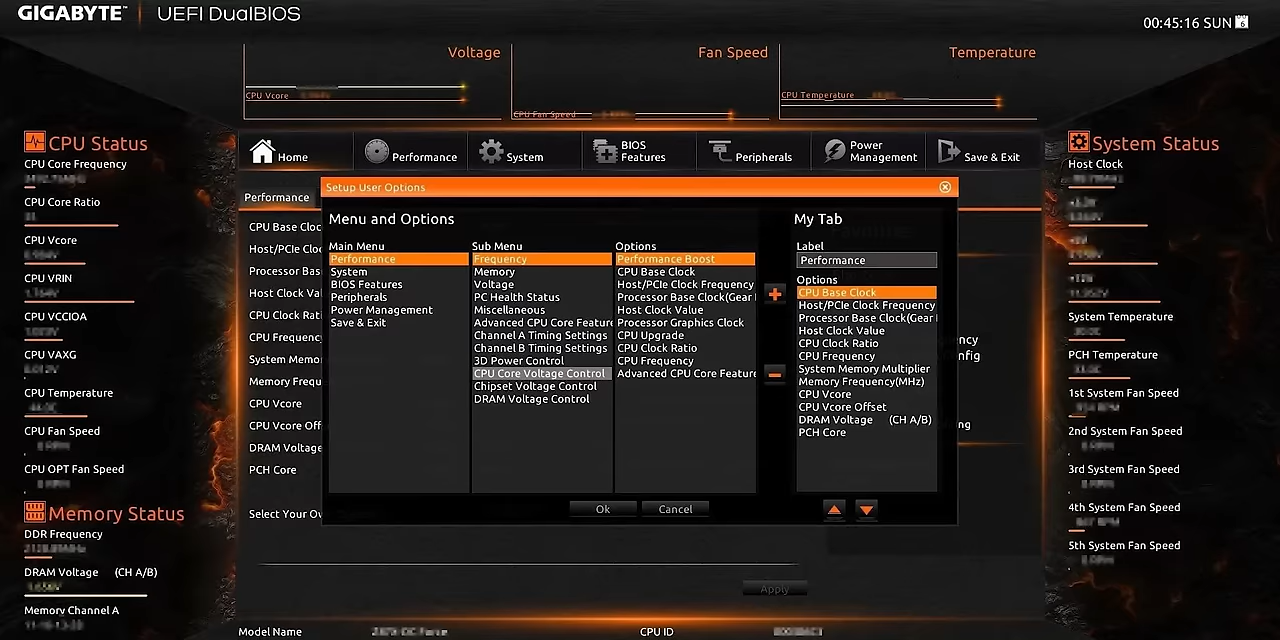 GIGABYTE™ UEFI DualBIOS
00:45:16 SUN 6
Voltage
CPU Vcore
Fan Speed
CPU Fan Speed
Temperature
CPU Temperature
Home
Performance
System
BIOS
Features
Peripherals
Power
Management
Save & Exit
CPU Status
CPU Core Frequency
CPU Core Ratio
CPU Vcore
CPU VRIN
CPU VCCIOA
CPU VAXG
CPU Temperature
CPU Fan Speed
CPU OPT Fan Speed
Memory Status
DDR Frequency
DRAM Voltage (CH A/B)
Memory Channel A
Performance
CPU Base Cloc
Host/PCIe Cloc
Processor Bas
Host Clock Val
CPU Clock Rati
CPU Frequenc
System Memo
Memory Frequ
CPU Vcore
CPU Vcore Off
DRAM Voltage
PCH Core
Select Your Ov
Setup User Options
Menu and Options
Main Menu
Performance
System
BIOS Features
Peripherals
Power Management
Save & Exit
Sub Menu
Frequency
Memory
Voltage
PC Health Status
Miscellaneous
Advanced CPU Core Feature
Channel A Timing Settings
Channel B Timing Settings
3D Power Control
CPU Core Voltage Control
Chipset Voltage Control
DRAM Voltage Control
Options
Performance Boost
CPU Base Clock
Host/PCIe Clock Frequency
Processor Base Clock(Gear
Host Clock Value
Processor Graphics Clock
CPU Upgrade
CPU Clock Ratio
CPU Frequency
Advanced CPU Core Feature
My Tab
Label
Performance
Options
CPU Base Clock
Host/PCIe Clock Frequency
Processor Base Clock(Gear
Host Clock Value
CPU Clock Ratio
CPU Frequency
System Memory Multiplier
Memory Frequency(MHz)
CPU Vcore
CPU Vcore Offset
DRAM Voltage (CH A/B)
PCH Core
Ok
Cancel
ncy
nfig
ng
Apply
System Status
Host Clock
System Temperature
PCH Temperature
1st System Fan Speed
2nd System Fan Speed
3rd System Fan Speed
4th System Fan Speed
5th System Fan Speed
Model Name
CPU ID